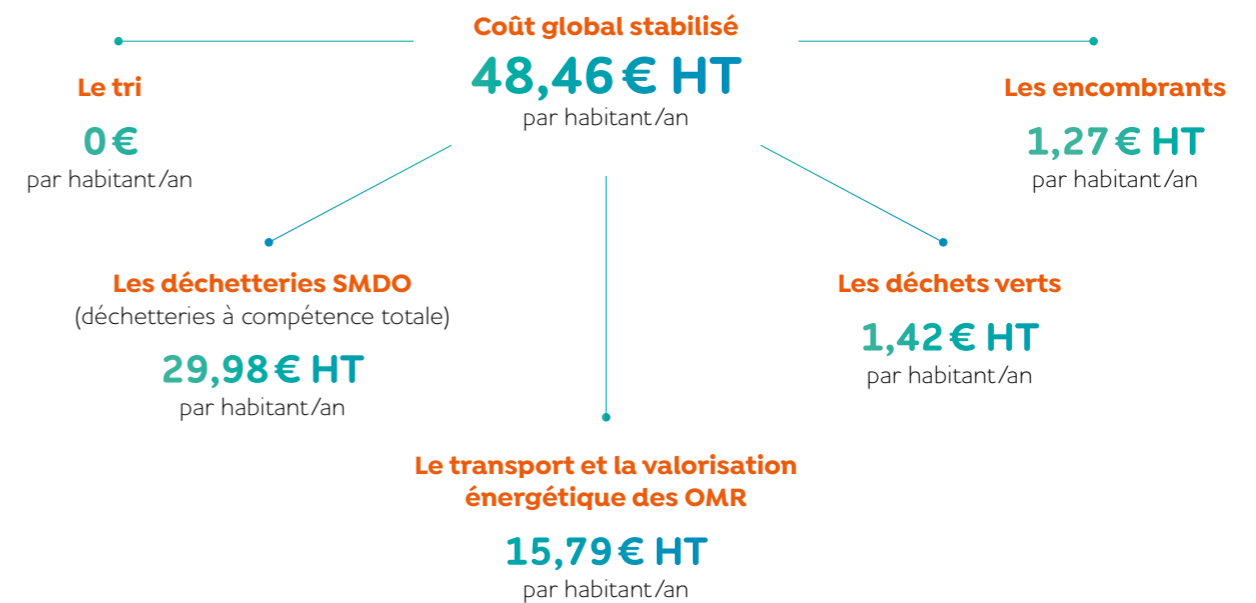 Coût global stabilisé
48,46 € HT
par habitant/an
Le tri
0 €
par habitant/an
Les encombrants
1,27 € HT
par habitant/an
Les déchetteries SMDO
(déchetteries à compétence totale)
29,98 € HT
par habitant/an
Les déchets verts
1,42 € HT
par habitant/an
Le transport et la valorisation
énergétique des OMR
15,79 € HT
par habitant/an